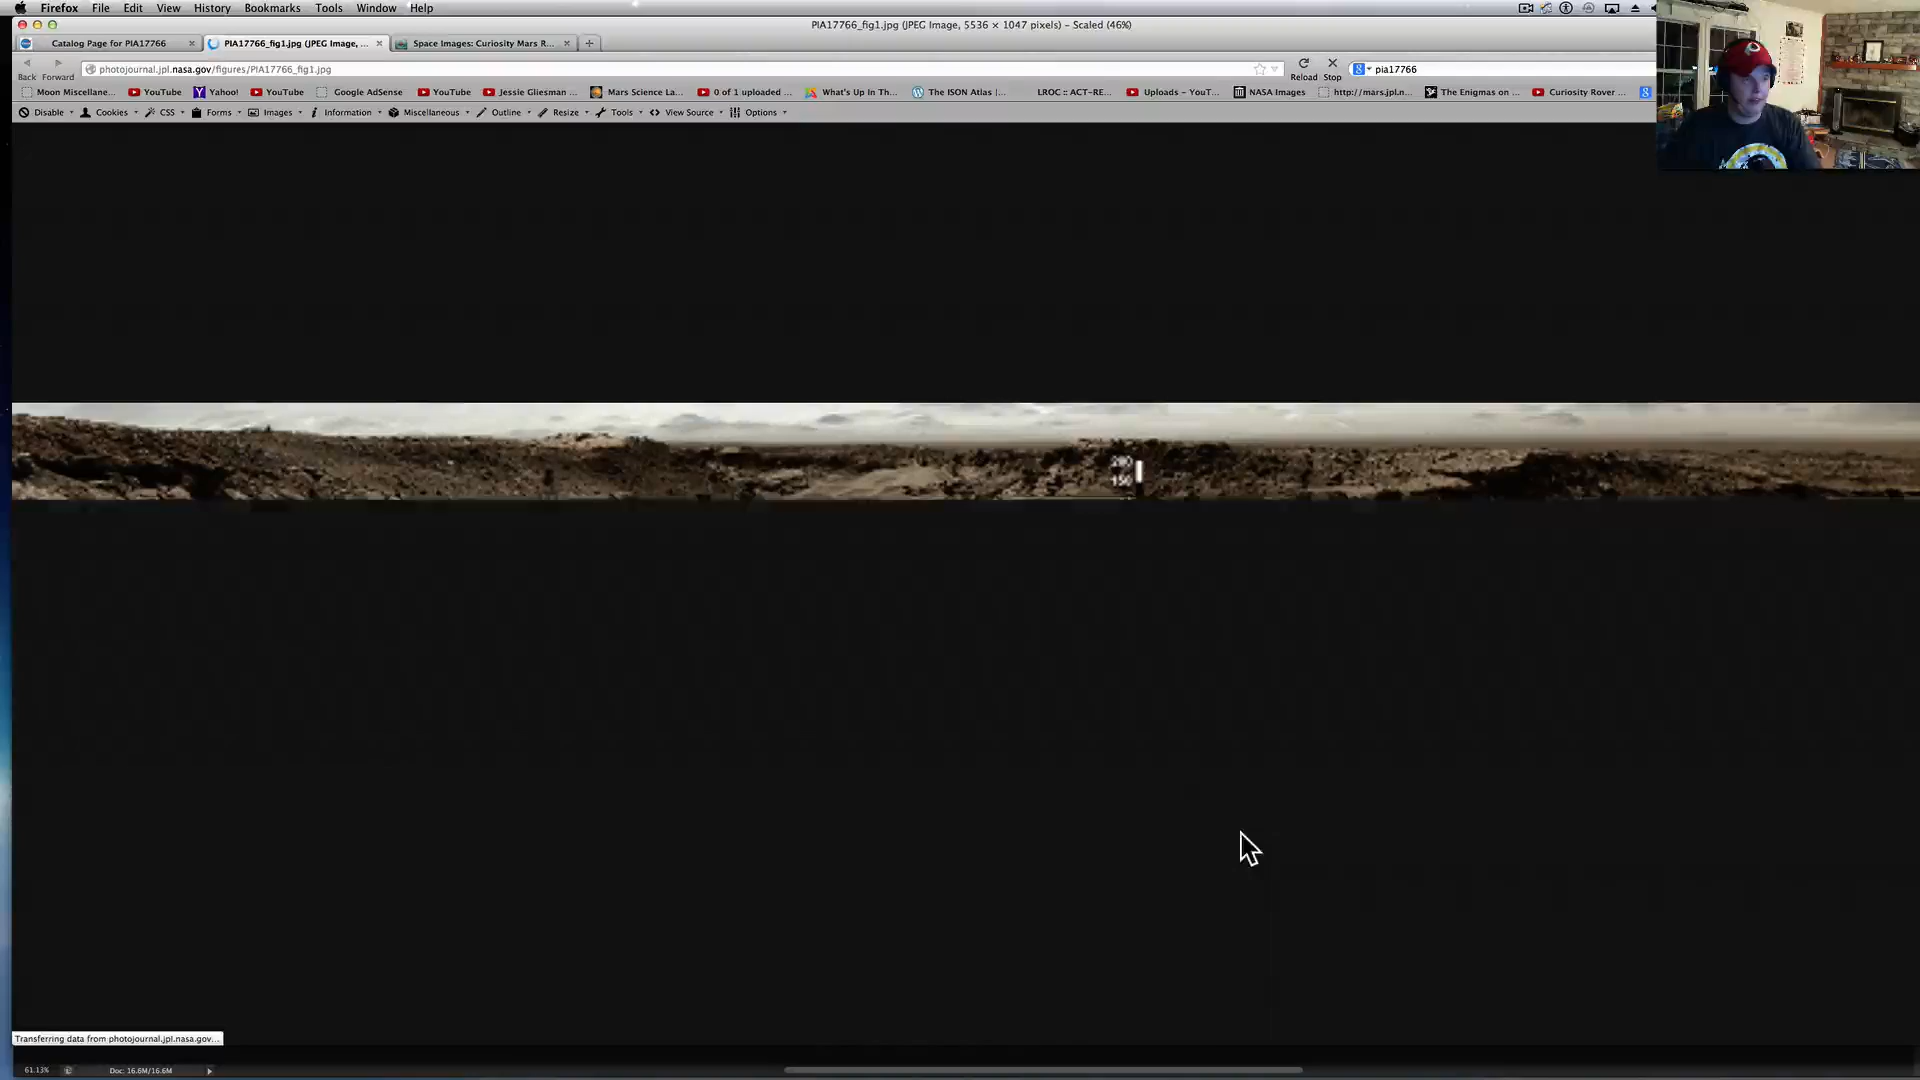 Firefox File Edit View History Bookmarks Tools Window Help
PIA17766_fig1.jpg (JPEG Image, 5536 × 1047 pixels) – Scaled (46%)
Catalog Page for PIA17766
PIA17766_fig1.jpg (JPEG Image, ...
Space Images: Curiosity Mars R...
photojournal.jpl.nasa.gov/figures/PIA17766_fig1.jpg
pia17766
Back Forward Reload Stop
Moon Miscellane... YouTube Yahoo! YouTube Google AdSense YouTube Jessie Gliesman ... Mars Science La... 0 of 1 uploaded ... What's Up In Th... The ISON Atlas |... LROC :: ACT-RE... Uploads – YouT... NASA Images http://mars.jpl.n... The Enigmas on ... Curiosity Rover ...
Disable Cookies CSS Forms Images Information Miscellaneous Outline Resize Tools View Source Options
150
Transferring data from photojournal.jpl.nasa.gov...
61.13% Doc: 16.6M/16.6M